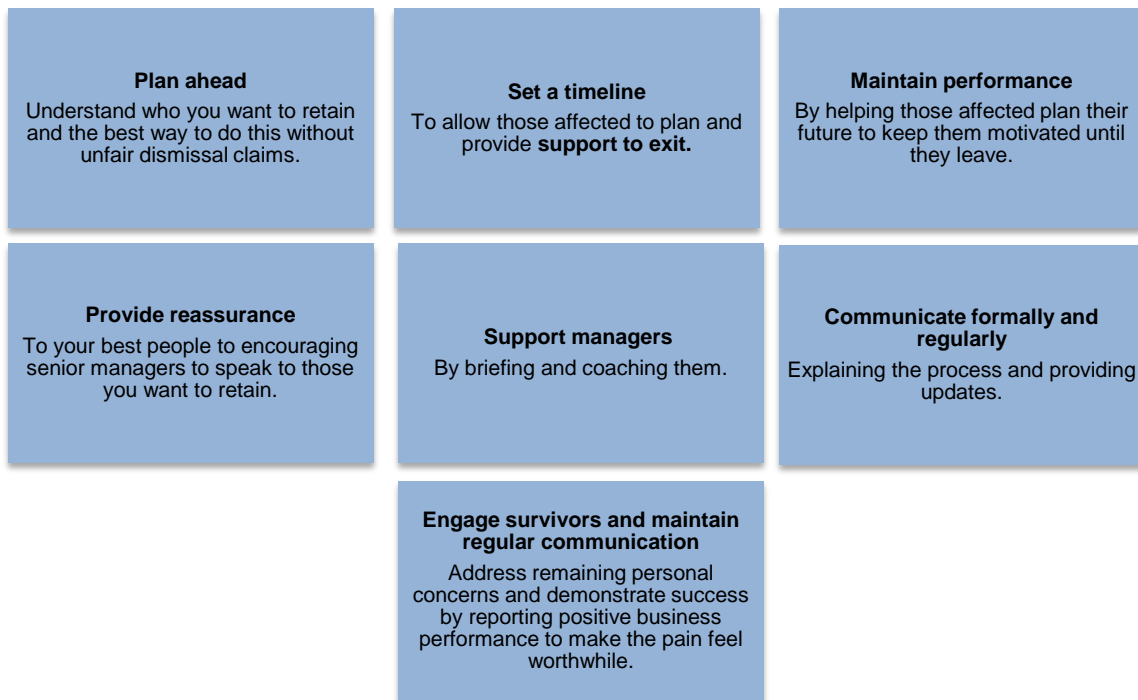 Plan ahead
Understand who you want to retain
and the best way to do this without
unfair dismissal claims.
Set a timeline
To allow those affected to plan and
provide support to exit.
Maintain performance
By helping those affected plan their
future to keep them motivated until
they leave.
Provide reassurance
To your best people to encouraging
senior managers to speak to those
you want to retain.
Support managers
By briefing and coaching them.
Communicate formally and
regularly
Explaining the process and providing
updates.
Engage survivors and maintain
regular communication
Address remaining personal
concerns and demonstrate success
by reporting positive business
performance to make the pain feel
worthwhile.